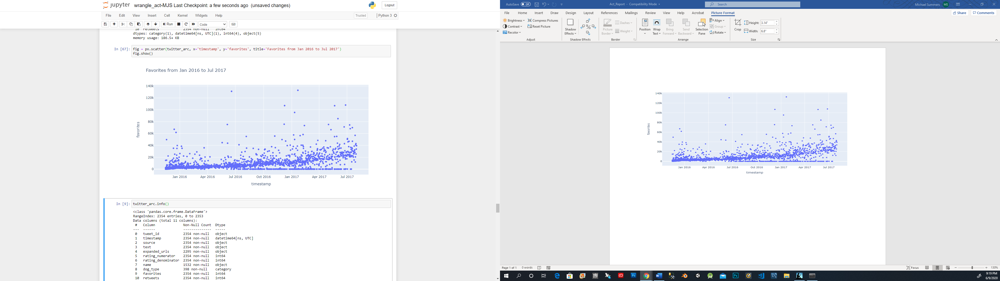 jupyter wrangle_act-MJS Last Checkpoint: a few seconds ago (unsaved changes)
Logout
File Edit View Insert Cell Kernel Widgets Help
Trusted
Python 3
Run
Code
10 retweets 2354 non-null int64
dtypes: category(1), datetime64[ns, UTC](1), int64(4), object(5)
memory usage: 186.5+ KB
In [67]: fig = px.scatter(twitter_arc, x='timestamp', y='favorites', title='Favorites from Jan 2016 to Jul 2017')
fig.show()
Favorites from Jan 2016 to Jul 2017
140k
120k
100k
80k
60k
40k
20k
0
favorites
Jan 2016 Apr 2016 Jul 2016 Oct 2016 Jan 2017 Apr 2017 Jul 2017
timestamp
In [9]: twitter_arc.info()
<class 'pandas.core.frame.DataFrame'>
RangeIndex: 2354 entries, 0 to 2353
Data columns (total 11 columns):
# Column Non-Null Count Dtype
--- ------ -------------- -----
0 tweet_id 2354 non-null object
1 timestamp 2354 non-null datetime64[ns, UTC]
2 source 2354 non-null object
3 text 2354 non-null object
4 expanded_urls 2295 non-null object
5 rating_numerator 2354 non-null int64
6 rating_denominator 2354 non-null int64
7 name 1532 non-null object
8 dog_type 398 non-null category
9 favorites 2354 non-null int64
10 retweets 2354 non-null int64
AutoSave Off
Act_Report - Compatibility Mode
Search
Michael Summers MS
File Home Insert Draw Design Layout References Mailings Review View Help Acrobat Picture Format
Share Comments
Brightness
Contrast
Recolor
Compress Pictures
Reset Picture
Adjust
Shadow
Effects
Shadow Effects
Picture
Border
Dashes
Weight
Border
Position
Wrap
Text
Bring
Forward
Send
Backward
Selection
Pane
Align
Group
Rotate
Arrange
Crop
Height: 3.14"
Width: 6.8"
Size
140k
120k
100k
80k
60k
40k
20k
0
favorites
Jan 2016 Apr 2016 Jul 2016 Oct 2016 Jan 2017 Apr 2017 Jul 2017
timestamp
Page 1 of 1 0 words
Focus
130%
Ps
Ps
9:19 PM
6/9/2020